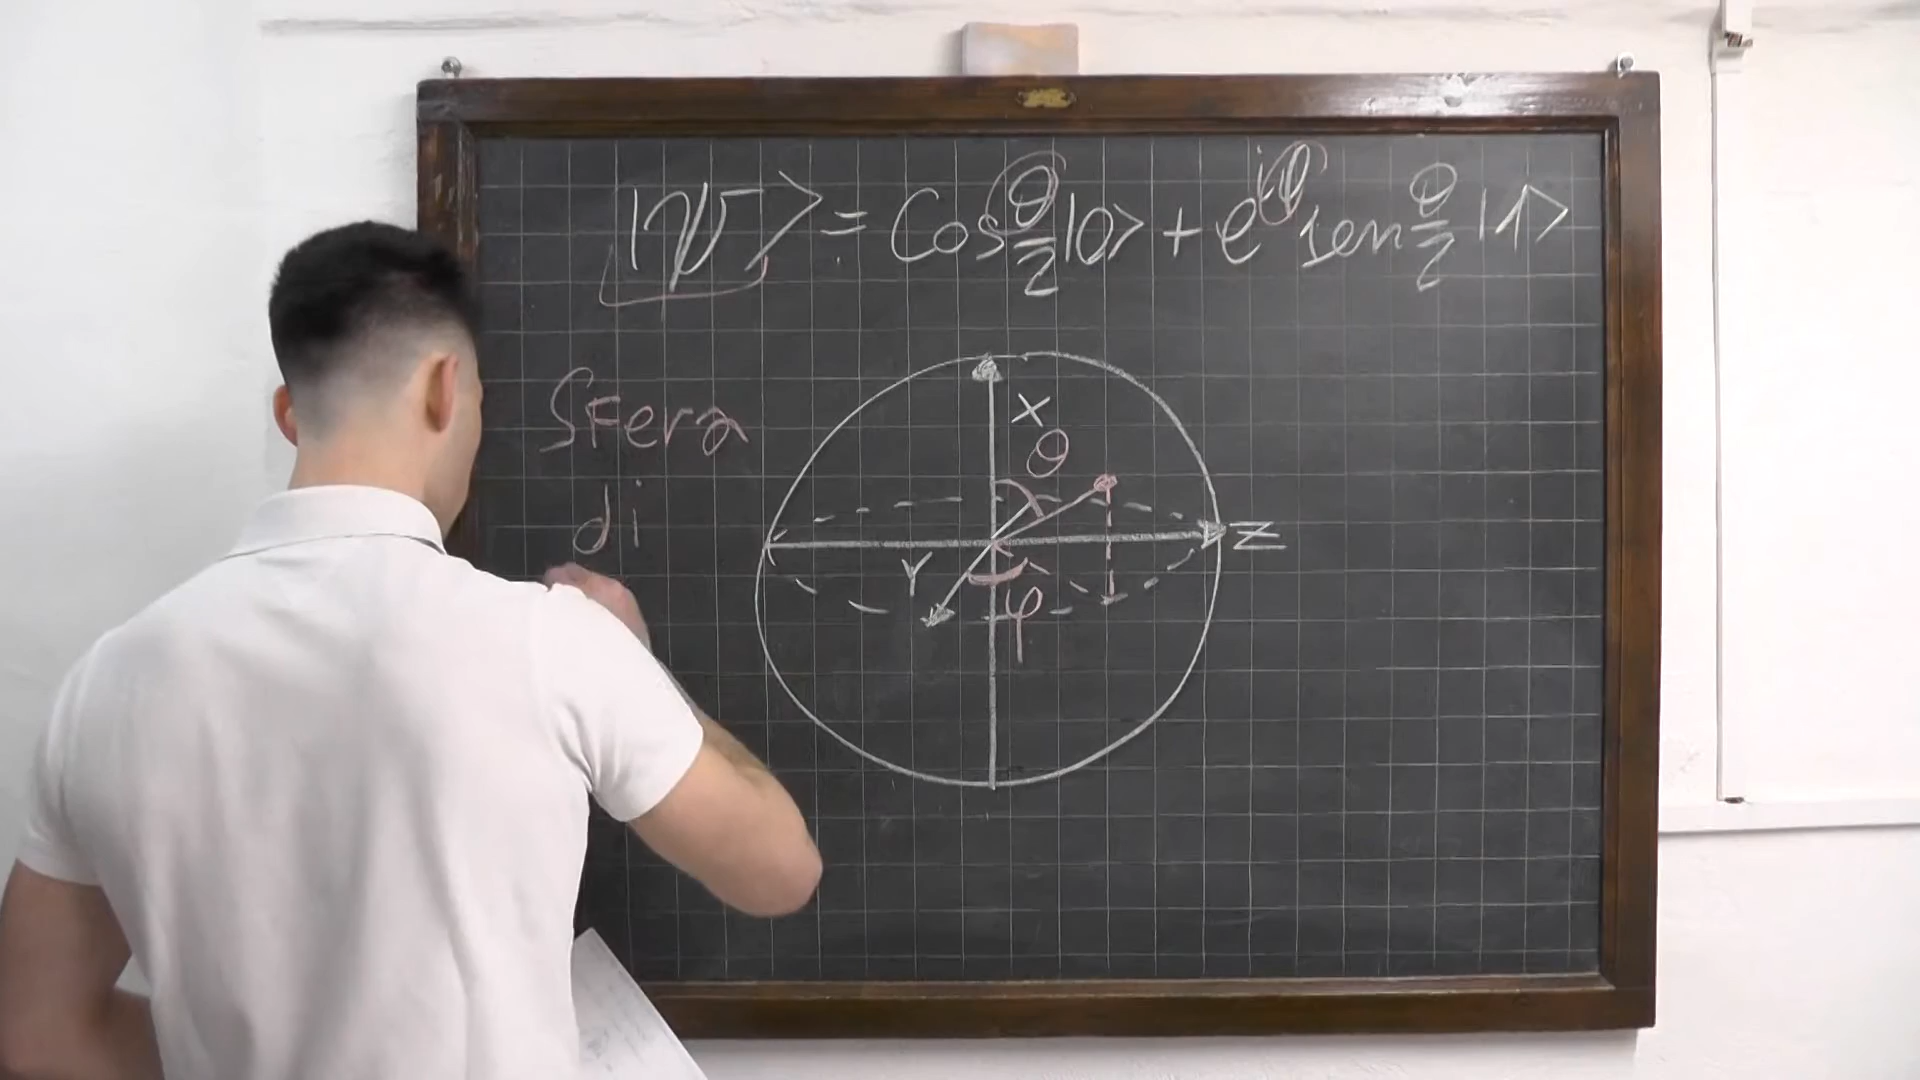 |ψ> = Cos θ/2 |0> + e^iφ sen θ/2 |1>
Sfera
di
X
θ
Z
Y
φ